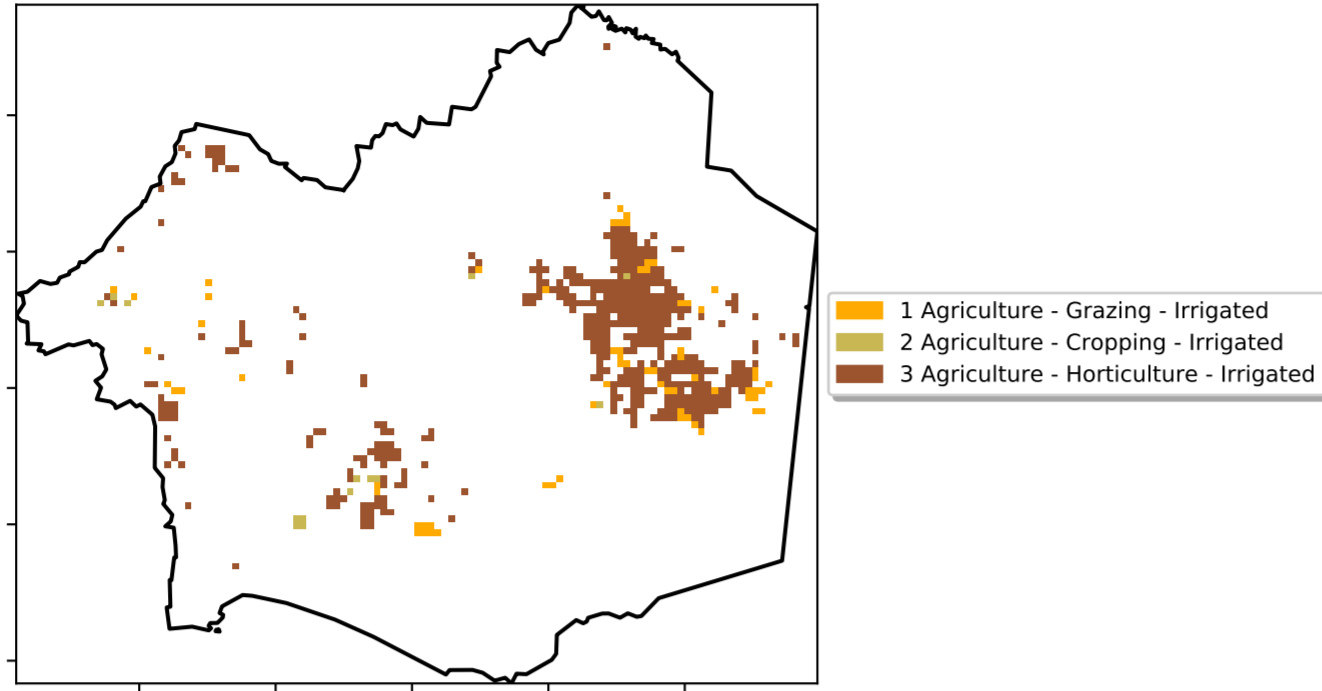 1 Agriculture - Grazing - Irrigated
2 Agriculture - Cropping - Irrigated
3 Agriculture - Horticulture - Irrigated